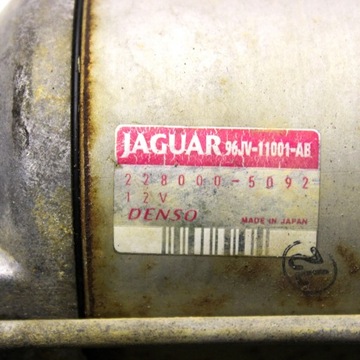 JAGUAR 96JV-11001-AB
228000-5092
12V
DENSO MADE IN JAPAN